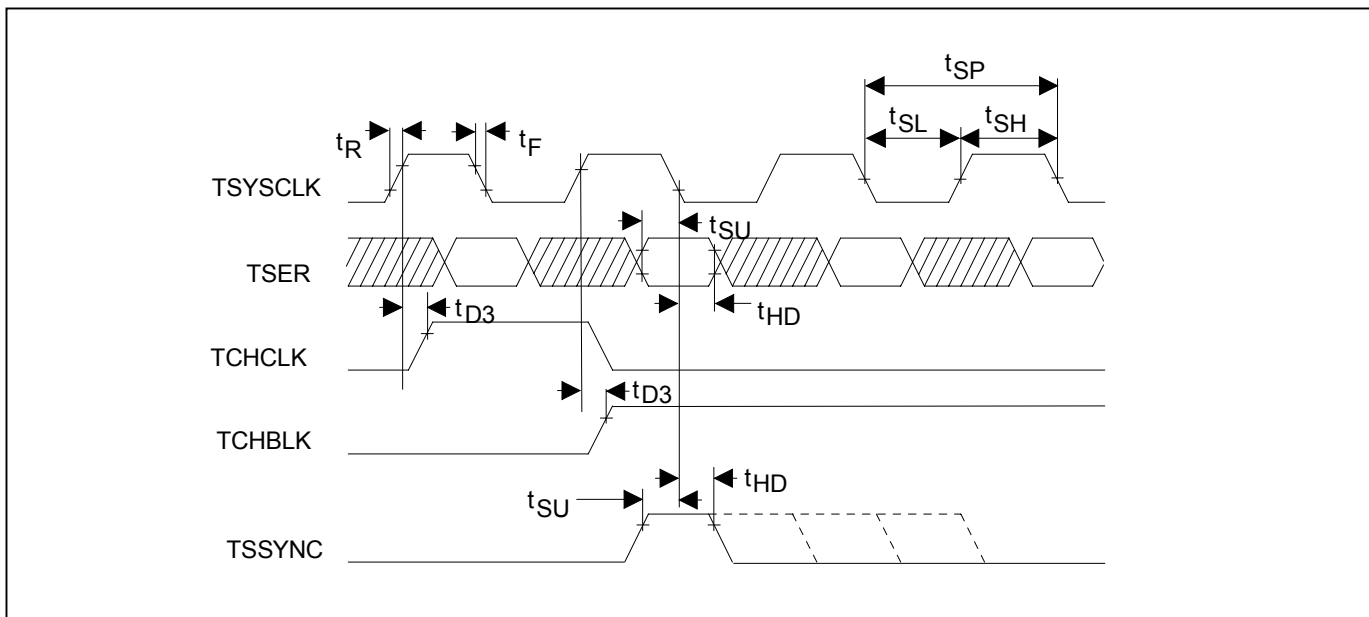 tSP
tSL tSH
tR tF
TSYSCLK
tSU
TSER
tD3 tHD
TCHCLK
tD3
TCHBLK
tSU tHD
TSSYNC